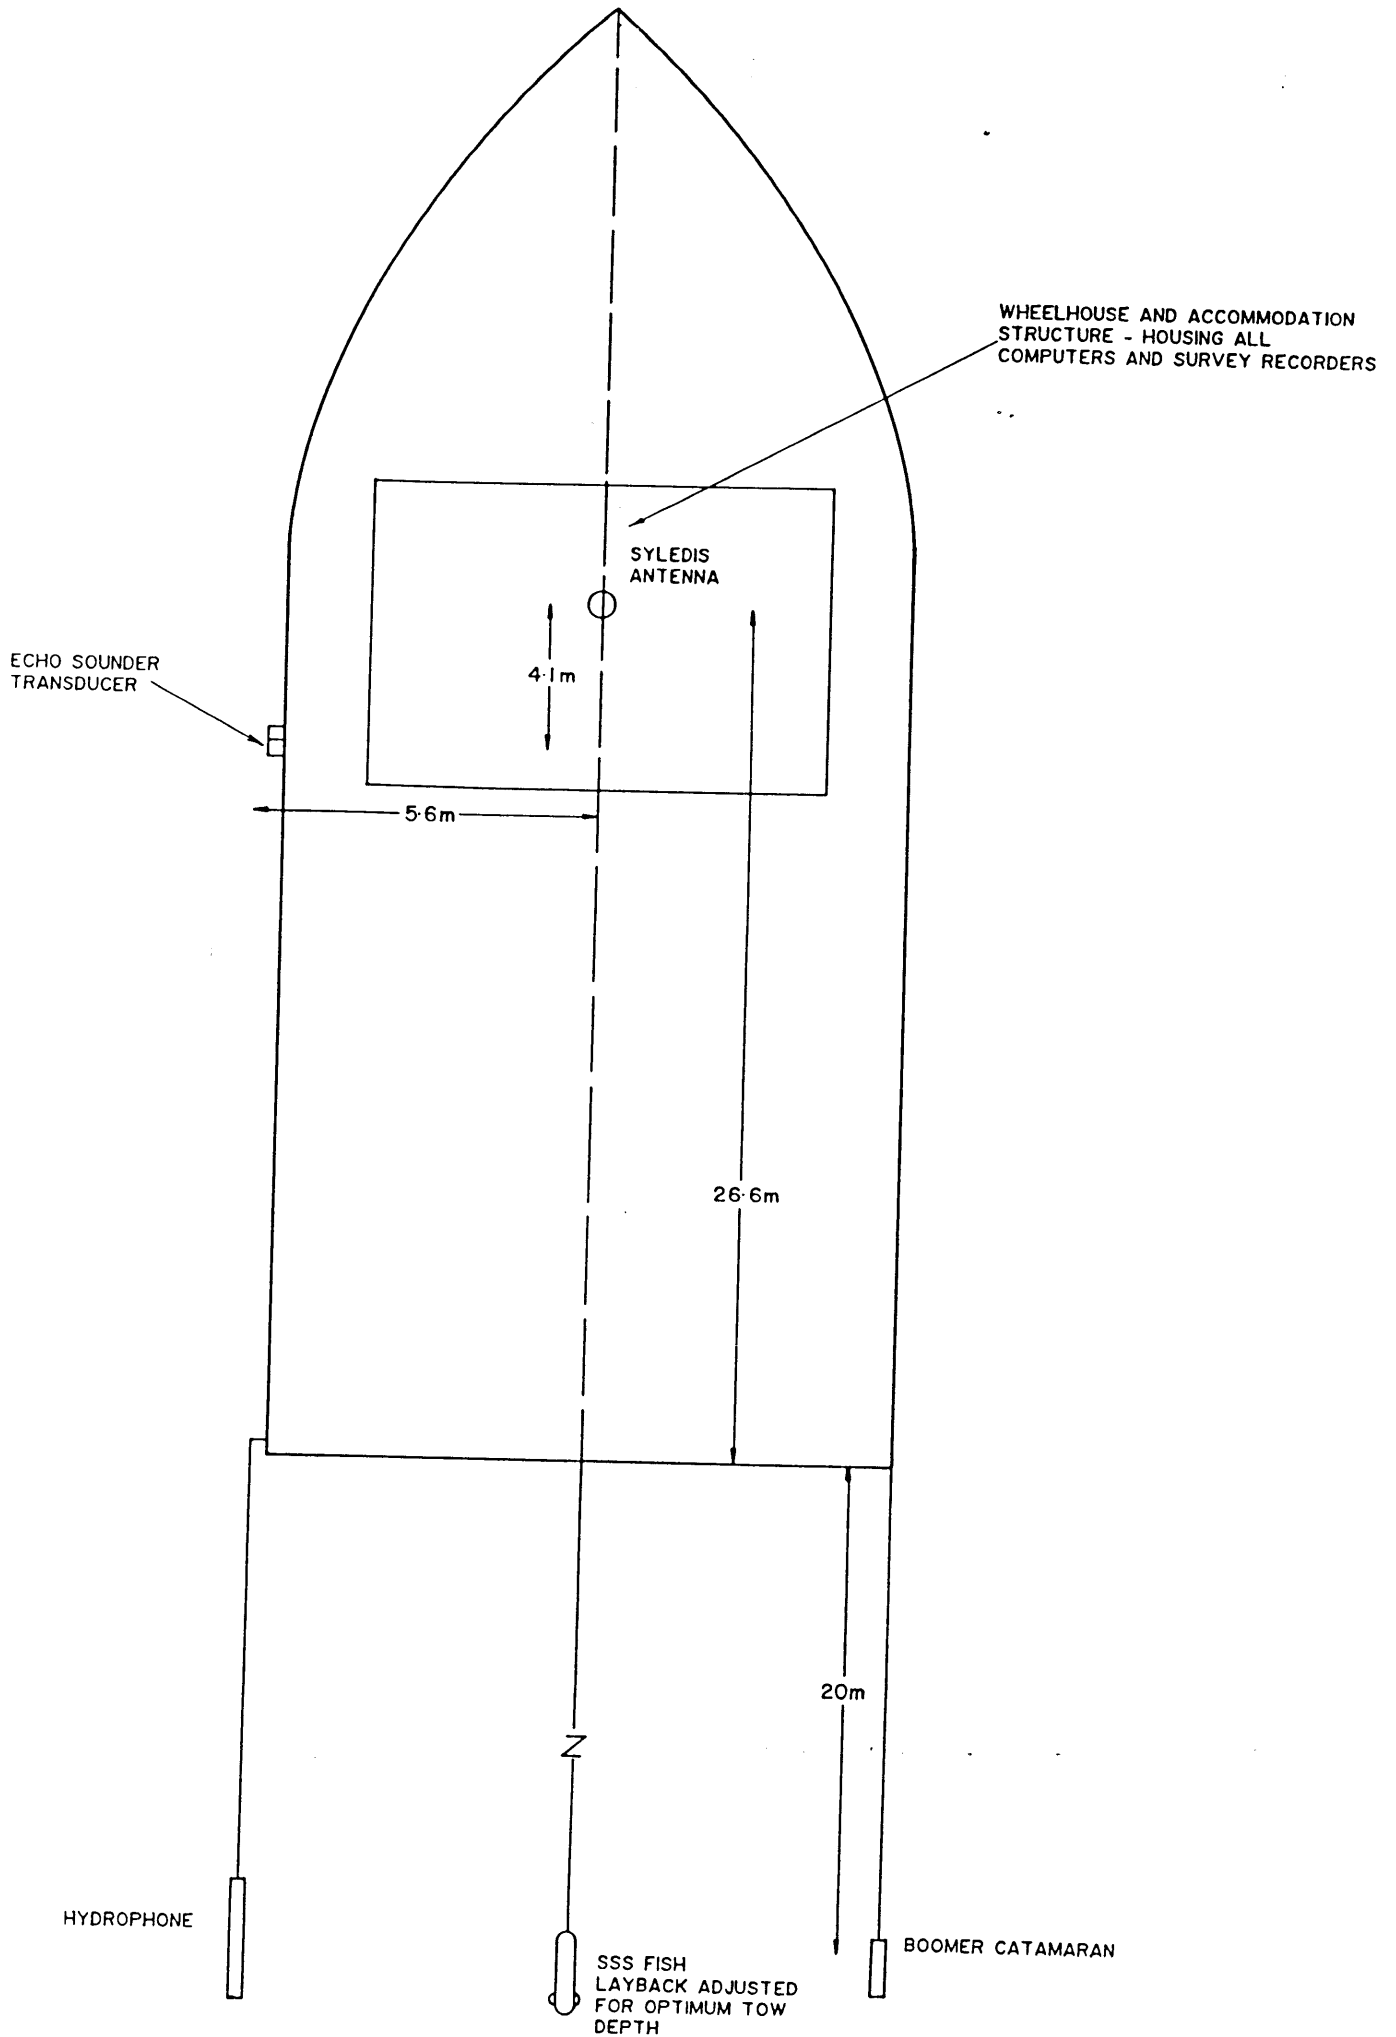 WHEELHOUSE AND ACCOMMODATION
STRUCTURE - HOUSING ALL
COMPUTERS AND SURVEY RECORDERS
SYLEDIS
ANTENNA
ECHO SOUNDER
TRANSDUCER
4·1m
5·6m
26·6m
20m
Z
HYDROPHONE
SSS FISH
LAYBACK ADJUSTED
FOR OPTIMUM TOW
DEPTH
BOOMER CATAMARAN